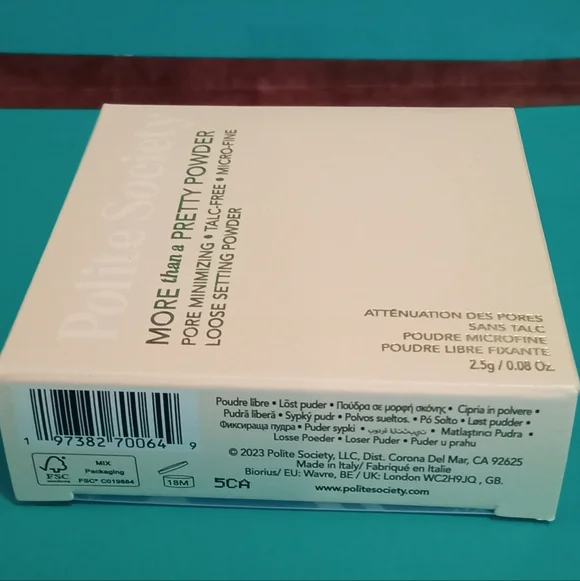 Polite Society
MORE than a PRETTY POWDER
PORE MINIMIZING • TALC-FREE • MICRO-FINE
LOOSE SETTING POWDER
ATTÉNUATION DES PORES
SANS TALC
POUDRE MICROFINE
POUDRE LIBRE FIXANTE
2.5g / 0.08 Oz.
Poudre libre • Löst puder • Πούδρα σε μορφή σκόνης • Cipria in polvere •
Pudră liberă • Sypký pudr • Polvos sueltos. • Pó Solto • Løst pudder •
Фиксираща пудра • Puder sypki • • Matlaştırıcı Pudra •
Losse Poeder • Loser Puder • Puder u prahu
© 2023 Polite Society, LLC, Dist. Corona Del Mar, CA 92625
Made in Italy/ Fabriqué en Italie
Biorius/ EU: Wavre, BE / UK: London WC2H9JQ , GB.
www.politesociety.com
1 97382 70064 9
FSC
MIX
Packaging
FSC® C019884
18M
5CA